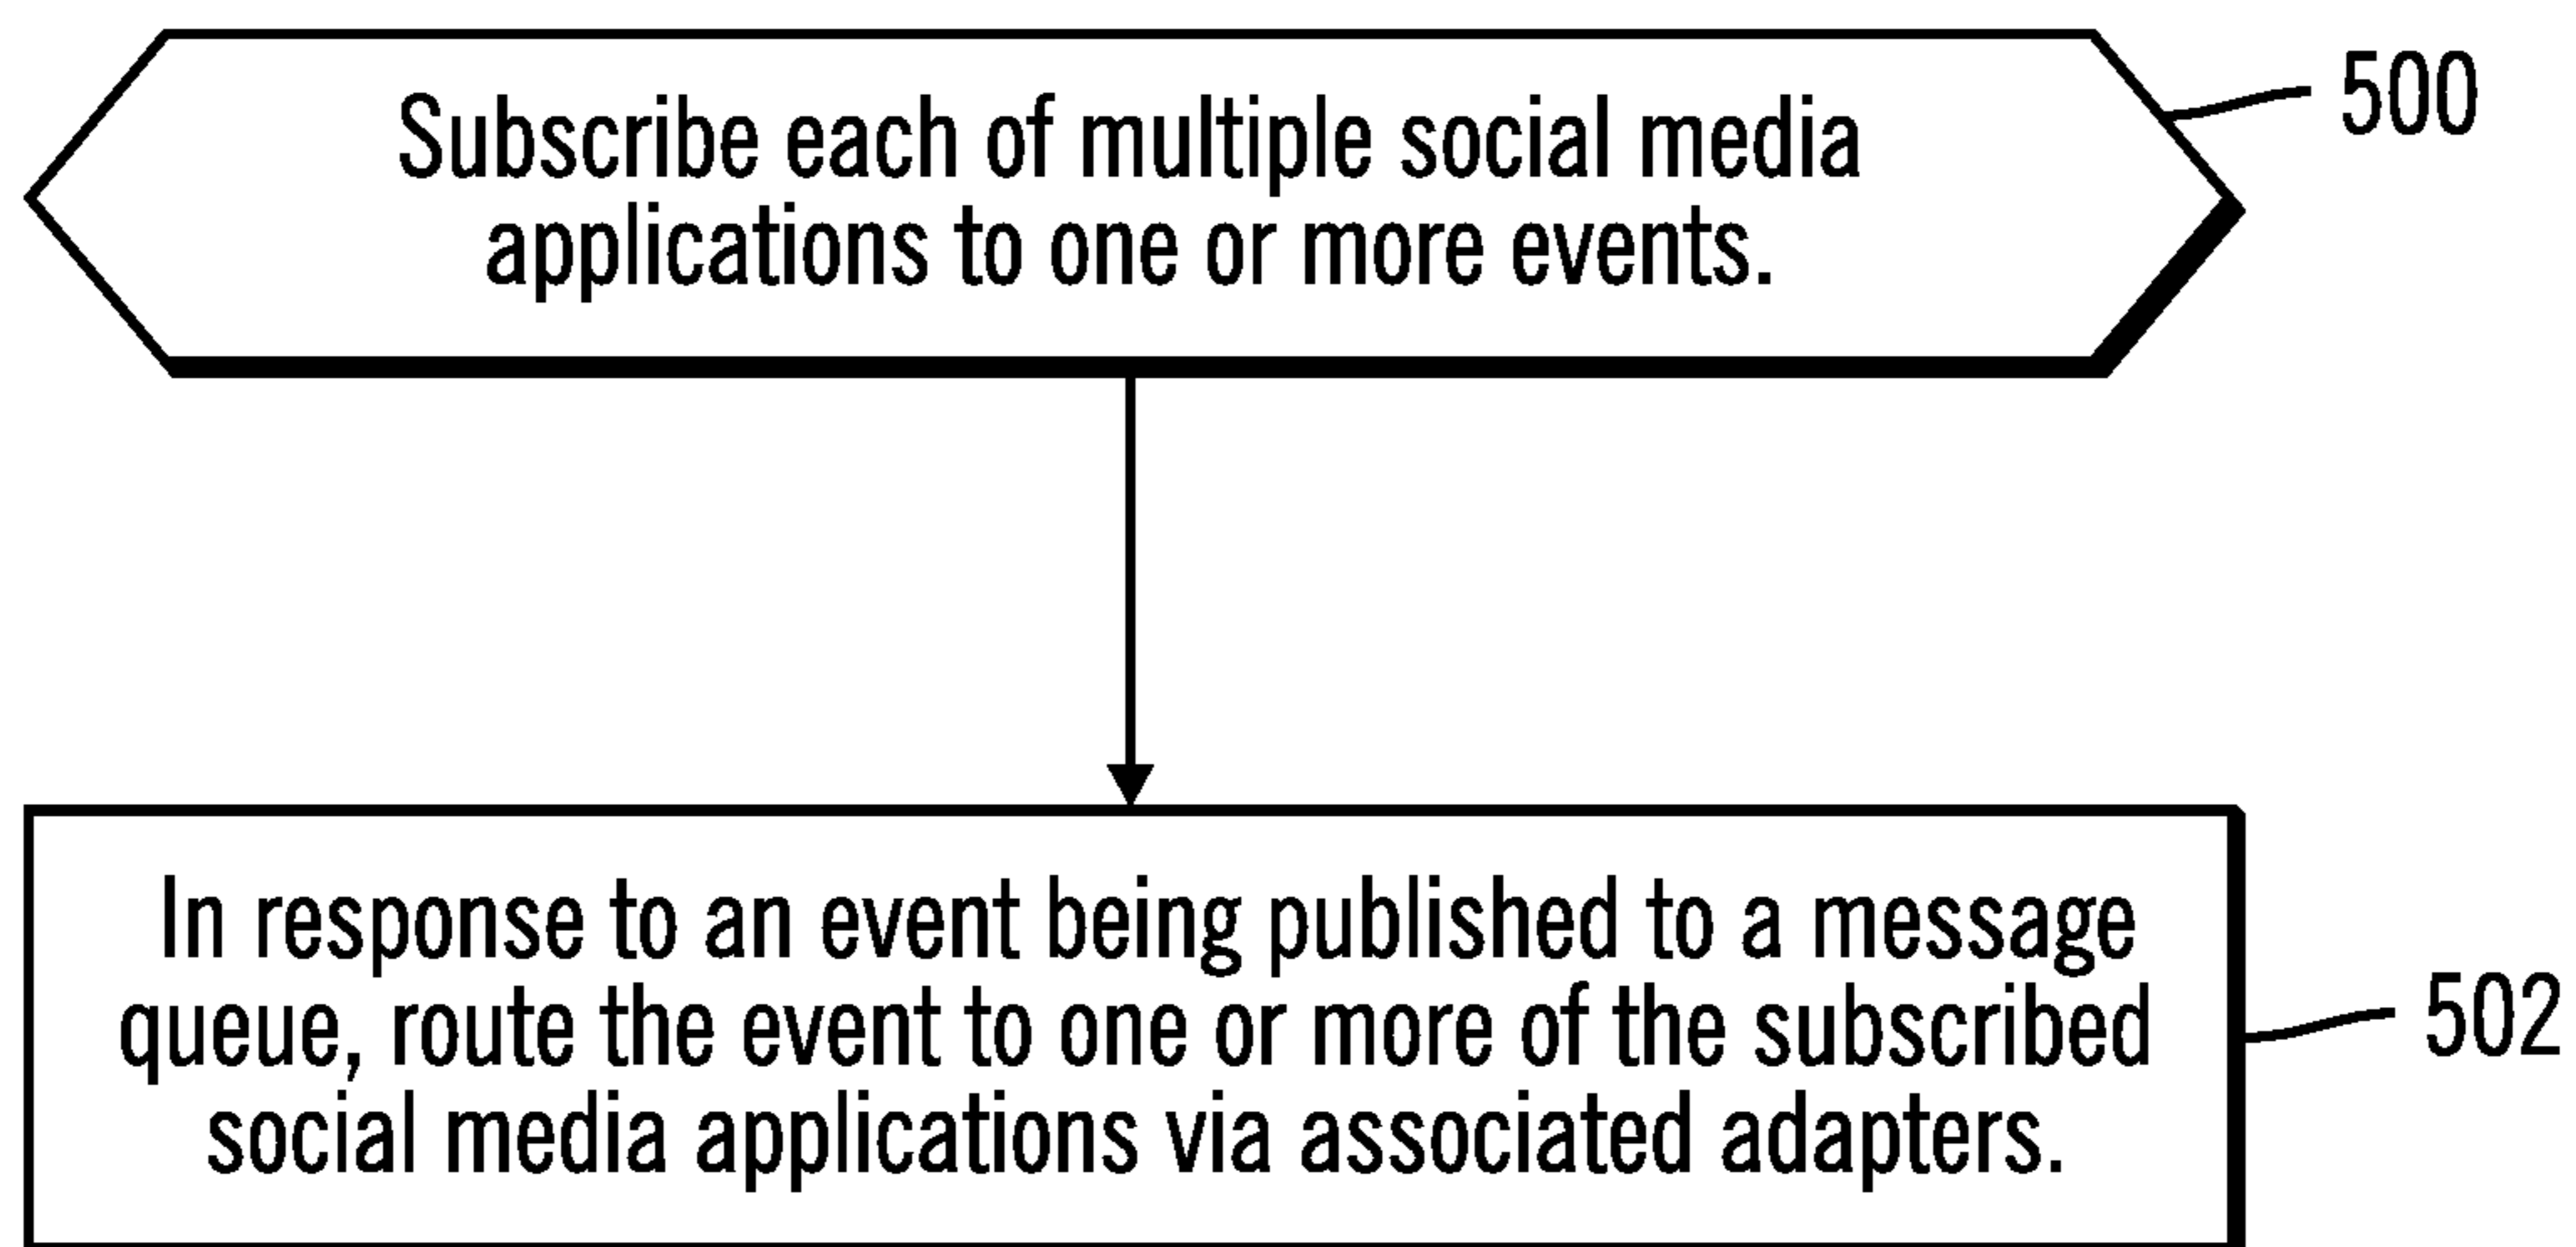 Subscribe each of multiple social media
applications to one or more events.
500
In response to an event being published to a message
queue, route the event to one or more of the subscribed
social media applications via associated adapters.
502